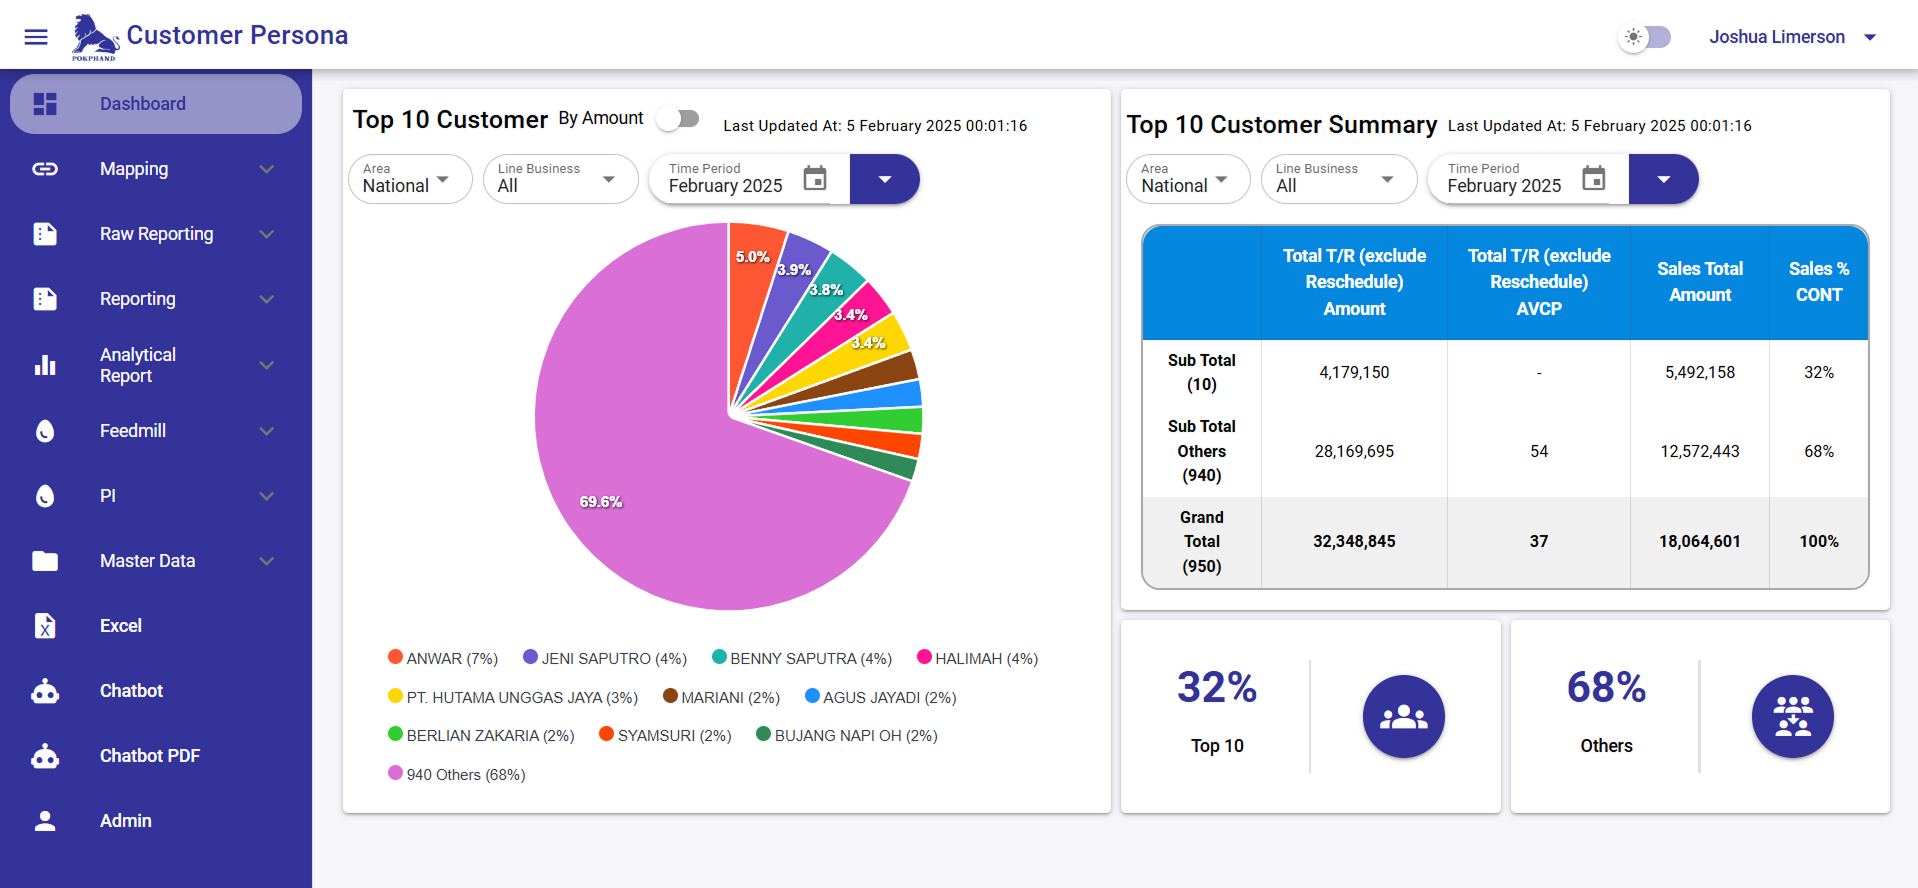 POKPHAND
Customer Persona
Joshua Limerson
Dashboard
Mapping
Raw Reporting
Reporting
Analytical
Report
Feedmill
PI
Master Data
Excel
Chatbot
Chatbot PDF
Admin
Top 10 Customer By Amount Last Updated At: 5 February 2025 00:01:16
Area
National
Line Business
All
Time Period
February 2025
5.0%
3.9%
3.8%
3.4%
3.4%
69.6%
ANWAR (7%) JENI SAPUTRO (4%) BENNY SAPUTRA (4%) HALIMAH (4%)
PT. HUTAMA UNGGAS JAYA (3%) MARIANI (2%) AGUS JAYADI (2%)
BERLIAN ZAKARIA (2%) SYAMSURI (2%) BUJANG NAPI OH (2%)
940 Others (68%)
Top 10 Customer Summary Last Updated At: 5 February 2025 00:01:16
Area
National
Line Business
All
Time Period
February 2025
Total T/R (exclude
Reschedule)
Amount
Total T/R (exclude
Reschedule)
AVCP
Sales Total
Amount
Sales %
CONT
Sub Total
(10)
4,179,150
-
5,492,158
32%
Sub Total
Others
(940)
28,169,695
54
12,572,443
68%
Grand
Total
(950)
32,348,845
37
18,064,601
100%
32%
Top 10
68%
Others